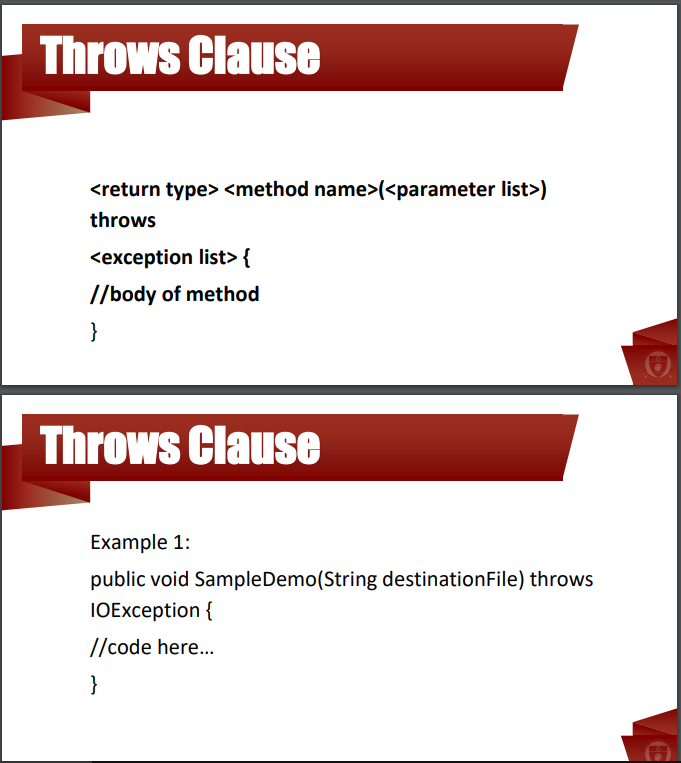 Throws Clause
<return type> <method name>(<parameter list>)
throws
<exception list> {
//body of method
}
Throws Clause
Example 1:
public void SampleDemo(String destinationFile) throws
IOException {
//code here…
}